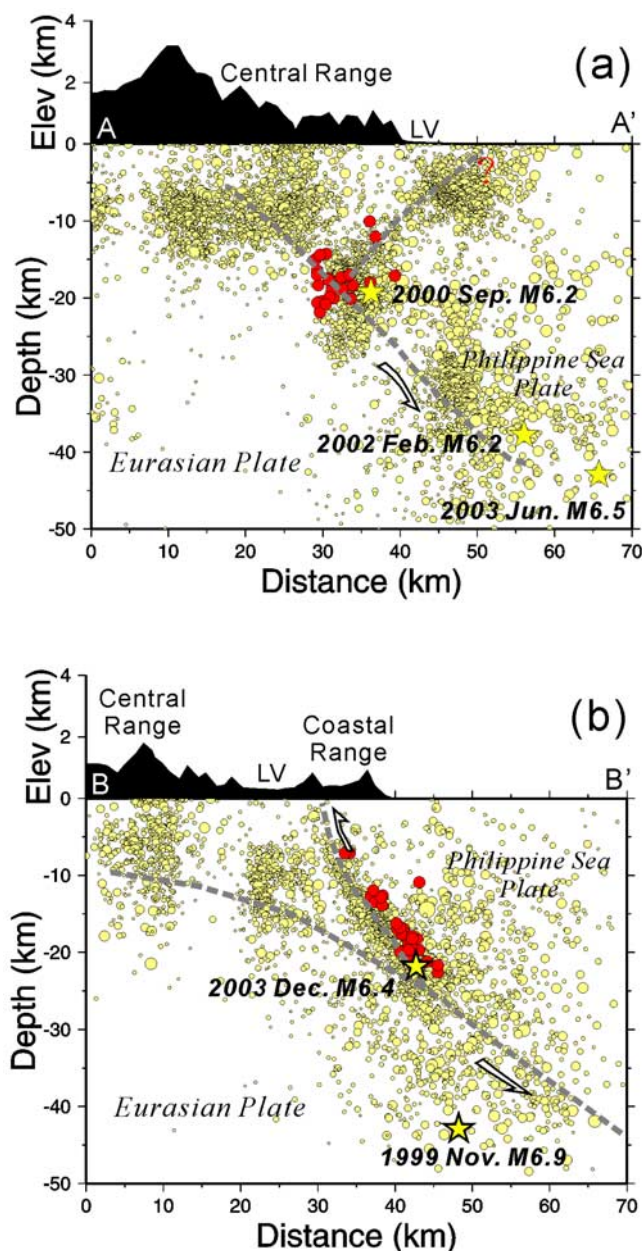 (a)
Elev (km)
4
2
0
Central Range
LV
A
A'
?
0
-10
-20
-30
-40
-50
Depth (km)
2000 Sep. M6.2
Philippine Sea
Plate
2002 Feb. M6.2
Eurasian Plate
2003 Jun. M6.5
0 10 20 30 40 50 60 70
Distance (km)
(b)
Elev (km)
4
2
0
Central
Range
LV
Coastal
Range
B
B'
0
-10
-20
-30
-40
-50
Depth (km)
Philippine Sea
Plate
2003 Dec. M6.4
Eurasian Plate
1999 Nov. M6.9
0 10 20 30 40 50 60 70
Distance (km)